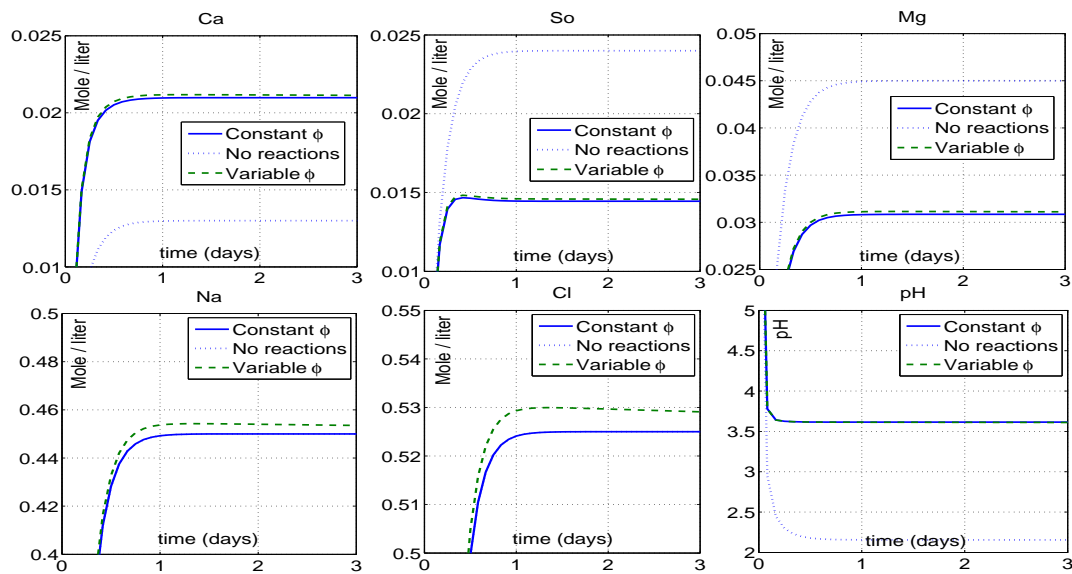 Ca
Mole / liter
0.025
0.02
0.015
0.01
0 1 2 3
time (days)
Constant ϕ
No reactions
Variable ϕ
So
Mole / liter
0.025
0.02
0.015
0.01
0 1 2 3
time (days)
Constant ϕ
No reactions
Variable ϕ
Mg
Mole / liter
0.05
0.045
0.04
0.035
0.03
0.025
0 1 2 3
time (days)
Constant ϕ
No reactions
Variable ϕ
Na
Mole / liter
0.5
0.48
0.46
0.44
0.42
0.4
0 1 2 3
time (days)
Constant ϕ
No reactions
Variable ϕ
Cl
Mole / liter
0.55
0.54
0.53
0.52
0.51
0.5
0 1 2 3
time (days)
Constant ϕ
No reactions
Variable ϕ
pH
pH
5
4.5
4
3.5
3
2.5
2
0 1 2 3
time (days)
Constant ϕ
No reactions
Variable ϕ